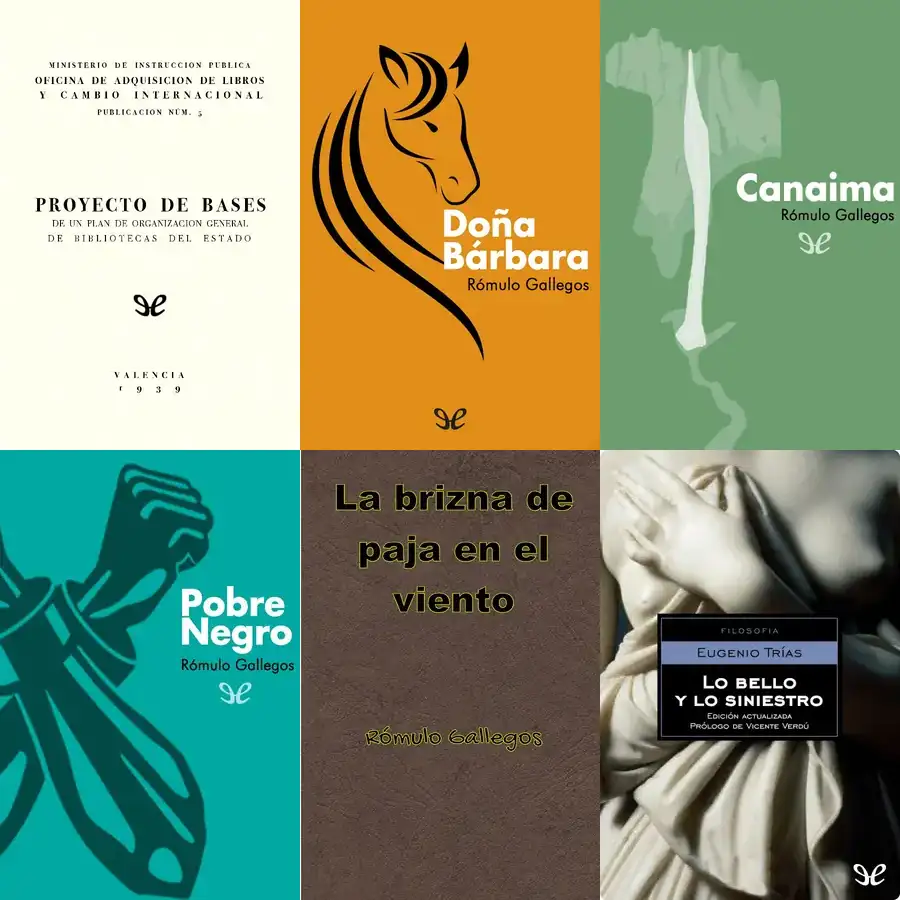 MINISTERIO DE INSTRUCCION PUBLICA
OFICINA DE ADQUISICION DE LIBROS
Y CAMBIO INTERNACIONAL
PUBLICACION NÚM. 5
PROYECTO DE BASES
DE UN PLAN DE ORGANIZACION GENERAL
DE BIBLIOTECAS DEL ESTADO
VALENCIA
1939
Doña
Bárbara
Rómulo Gallegos
Canaima
Rómulo Gallegos
Pobre
Negro
Rómulo Gallegos
La brizna de
paja en el
viento
Rómulo Gallegos
FILOSOFIA
EUGENIO TRÍAS
LO BELLO
Y LO SINIESTRO
EDICIÓN ACTUALIZADA
PRÓLOGO DE VICENTE VERDÚ